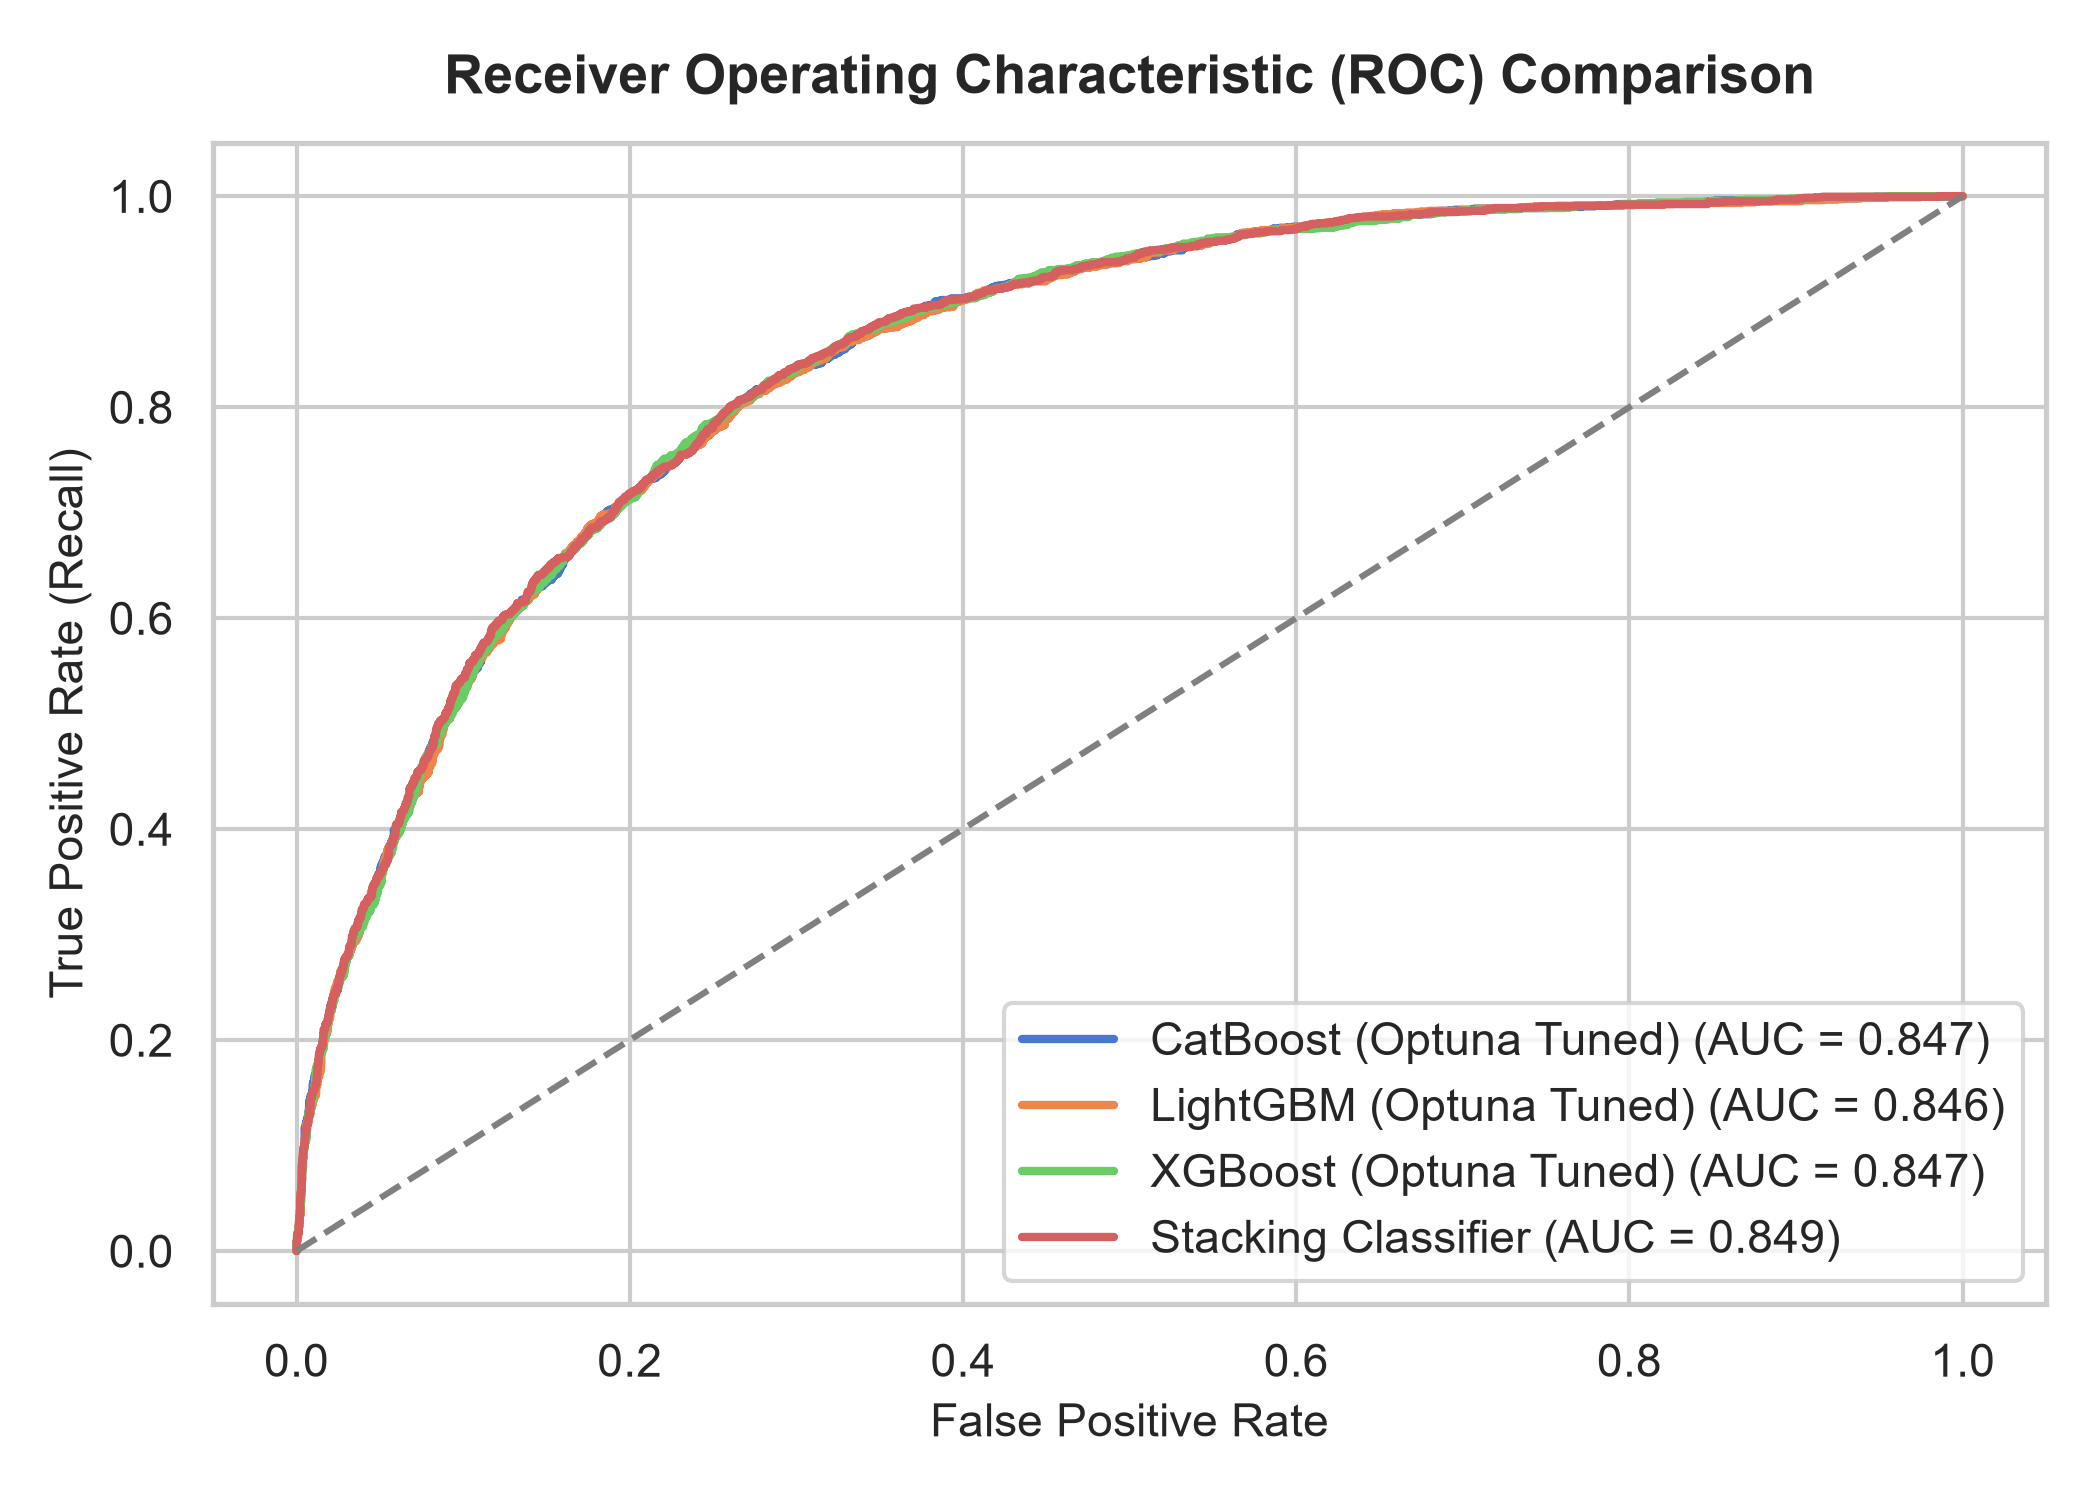 Receiver Operating Characteristic (ROC) Comparison
True Positive Rate (Recall)
1.0
0.8
0.6
0.4
0.2
0.0
CatBoost (Optuna Tuned) (AUC = 0.847)
LightGBM (Optuna Tuned) (AUC = 0.846)
XGBoost (Optuna Tuned) (AUC = 0.847)
Stacking Classifier (AUC = 0.849)
0.0 0.2 0.4 0.6 0.8 1.0
False Positive Rate